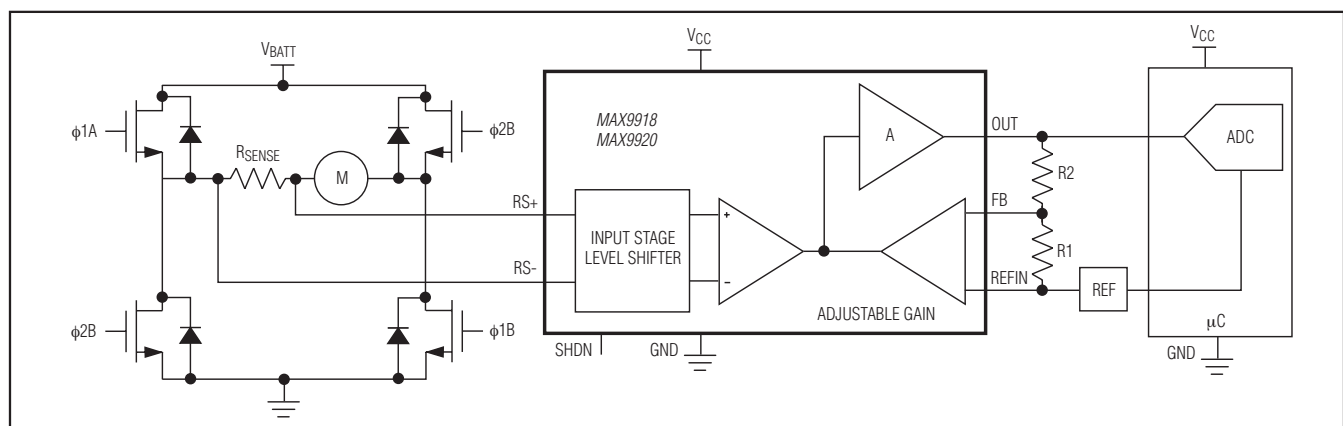 VBATT
VCC
VCC
MAX9918
MAX9920
φ1A
φ2B
RSENSE
M
A
OUT
ADC
R2
RS+
FB
INPUT STAGE
LEVEL SHIFTER
+
−
R1
RS-
REFIN
REF
ADJUSTABLE GAIN
φ2B
φ1B
μC
SHDN
GND
GND